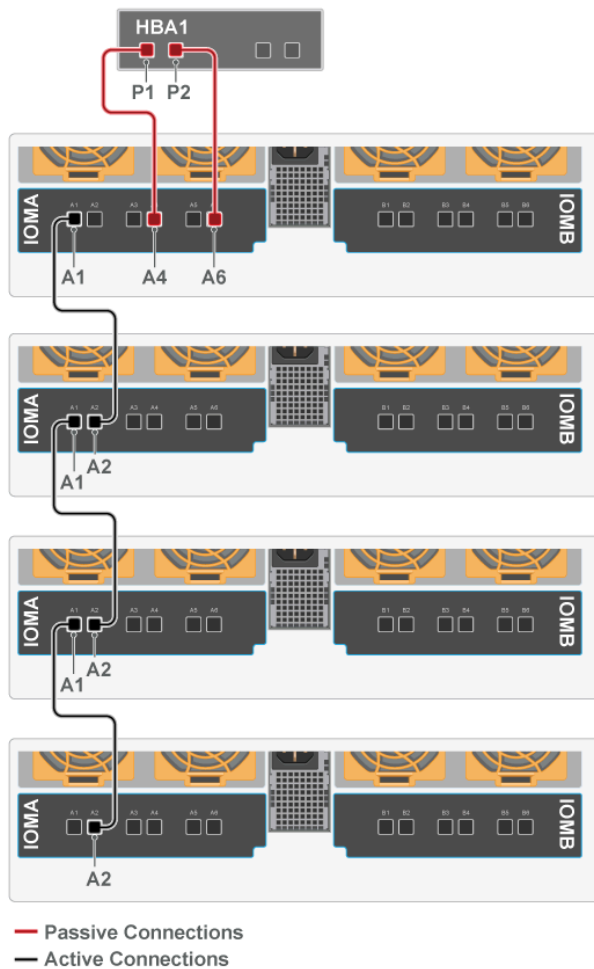 HBA1
P1 P2
IOMA A1 A2 A3 A5 B1 B2 B3 B4 B5 B6 IOMB
A1 A4 A6
IOMA A1 A2 A3 A4 A5 A6 B1 B2 B3 B4 B5 B6 IOMB
A1 A2
IOMA A1 A2 A3 A4 A5 A6 B1 B2 B3 B4 B5 B6 IOMB
A1 A2
IOMA A1 A2 A3 A4 A5 A6 B1 B2 B3 B4 B5 B6 IOMB
A2
Passive Connections
Active Connections